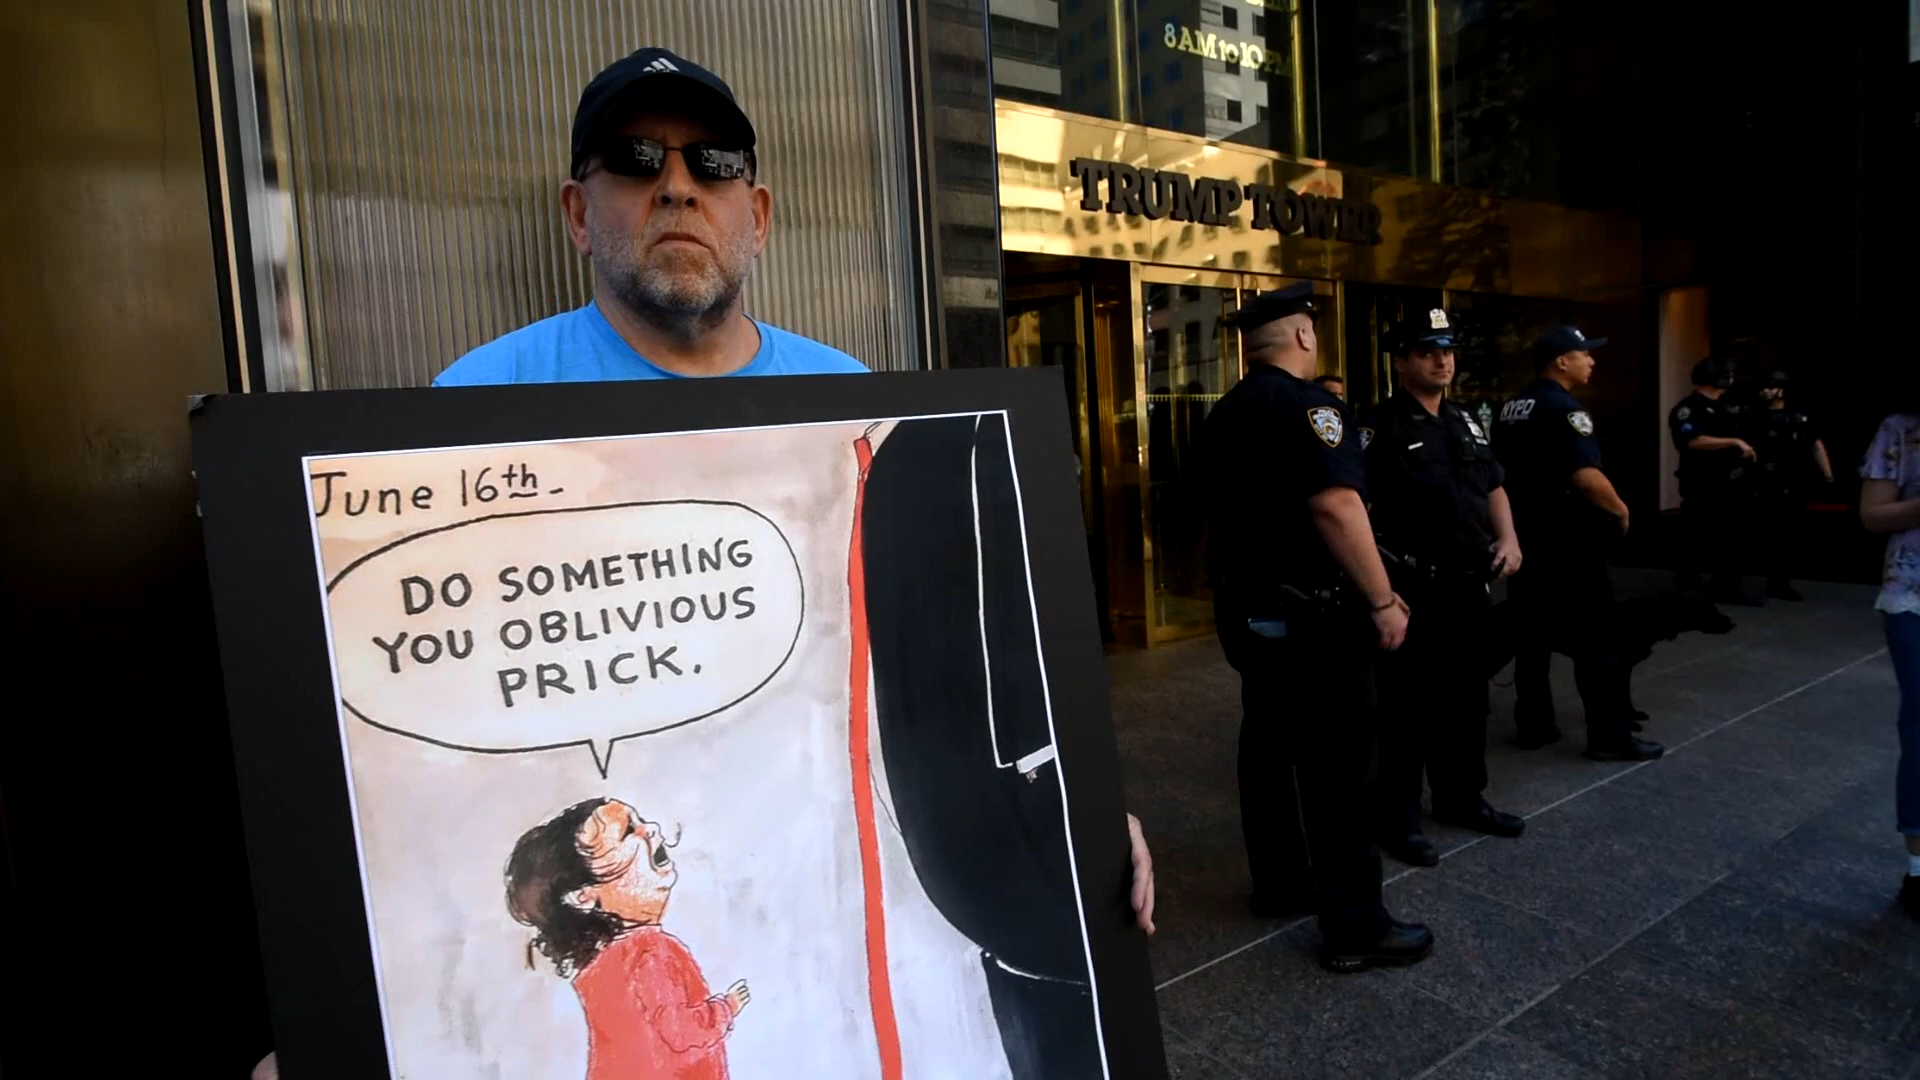 8AM to 10PM
TRUMP TOWER
NYPD
June 16th.
DO SOMETHING
YOU OBLIVIOUS
PRICK.